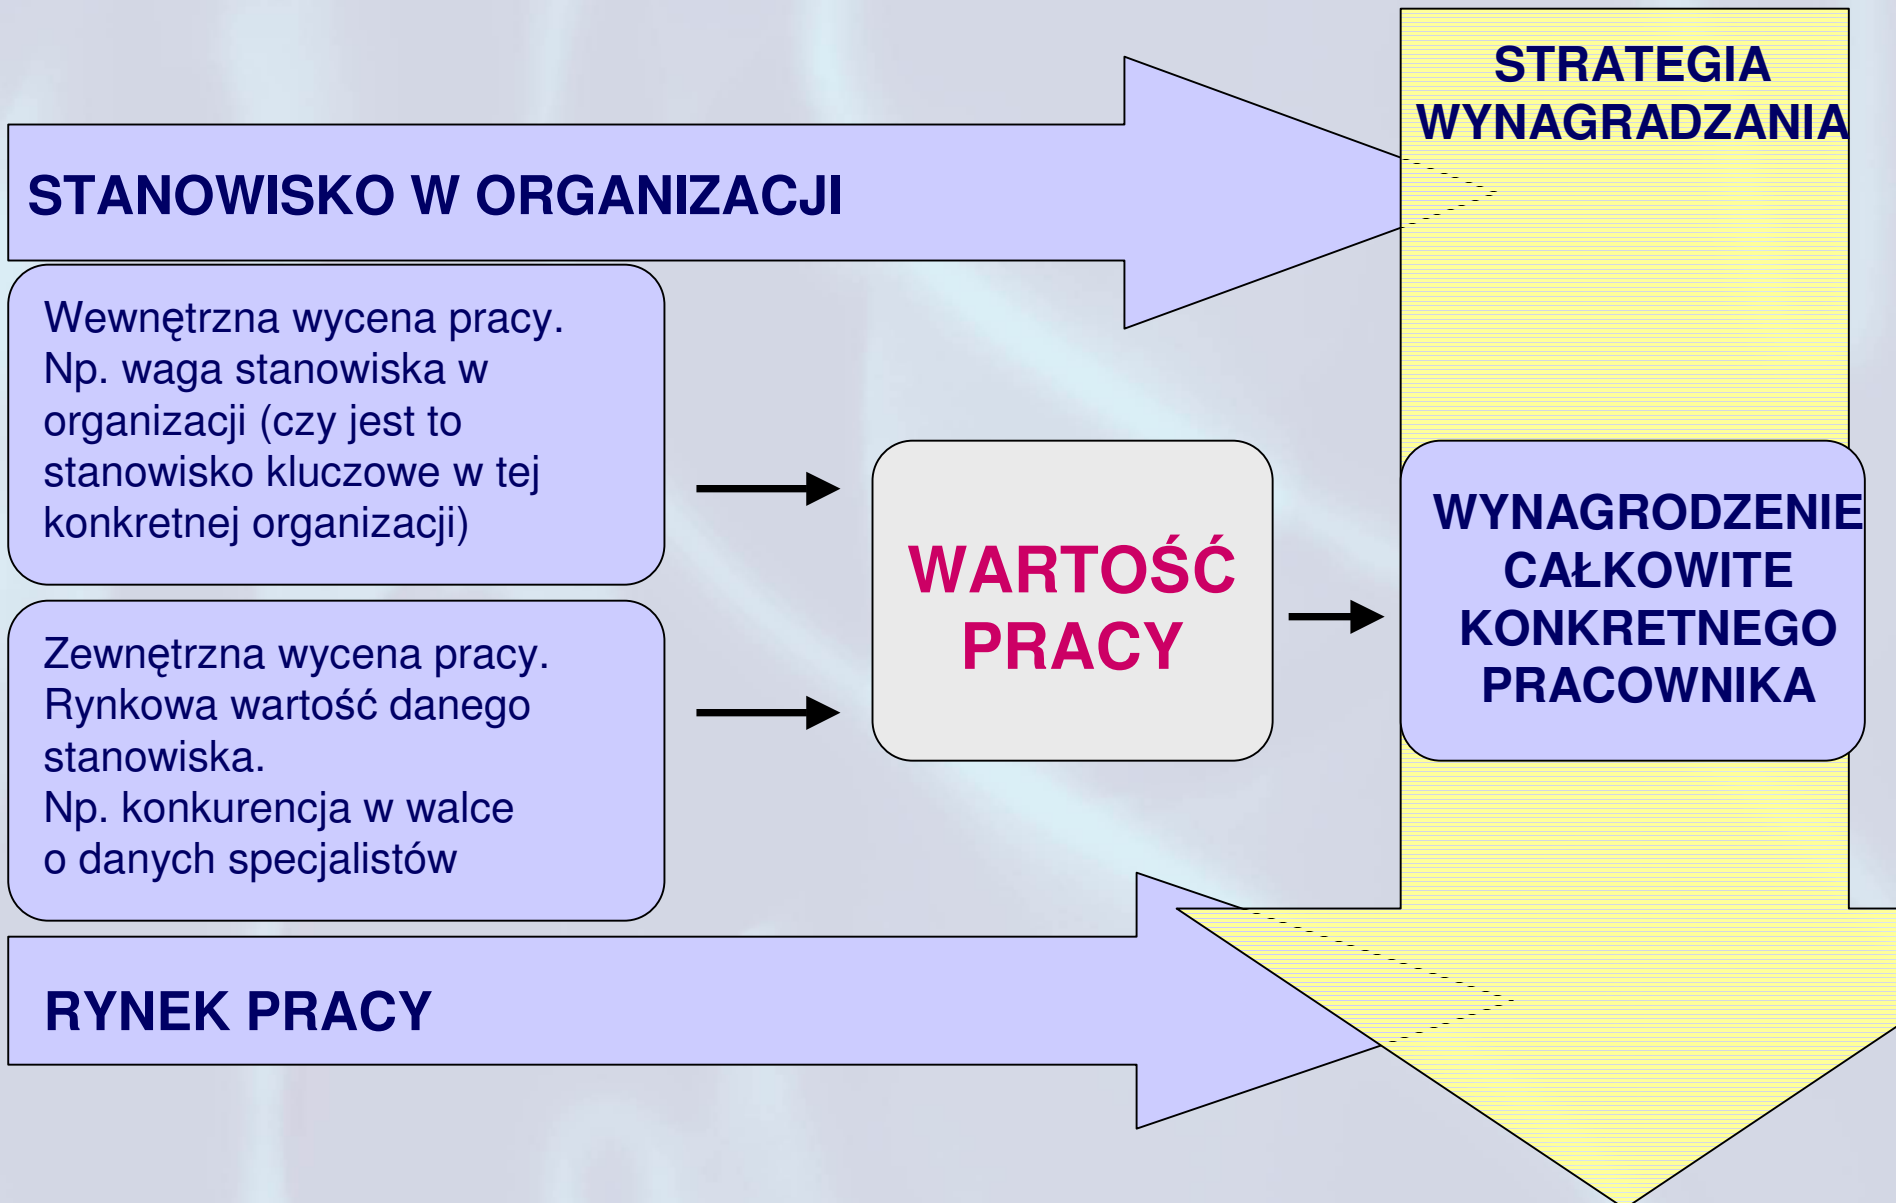 STRATEGIA
WYNAGRADZANIA
STANOWISKO W ORGANIZACJI
Wewnętrzna wycena pracy.
Np. waga stanowiska w
organizacji (czy jest to
stanowisko kluczowe w tej
konkretnej organizacji)
Zewnętrzna wycena pracy.
Rynkowa wartość danego
stanowiska.
Np. konkurencja w walce
o danych specjalistów
WARTOŚĆ
PRACY
WYNAGRODZENIE
CAŁKOWITE
KONKRETNEGO
PRACOWNIKA
RYNEK PRACY